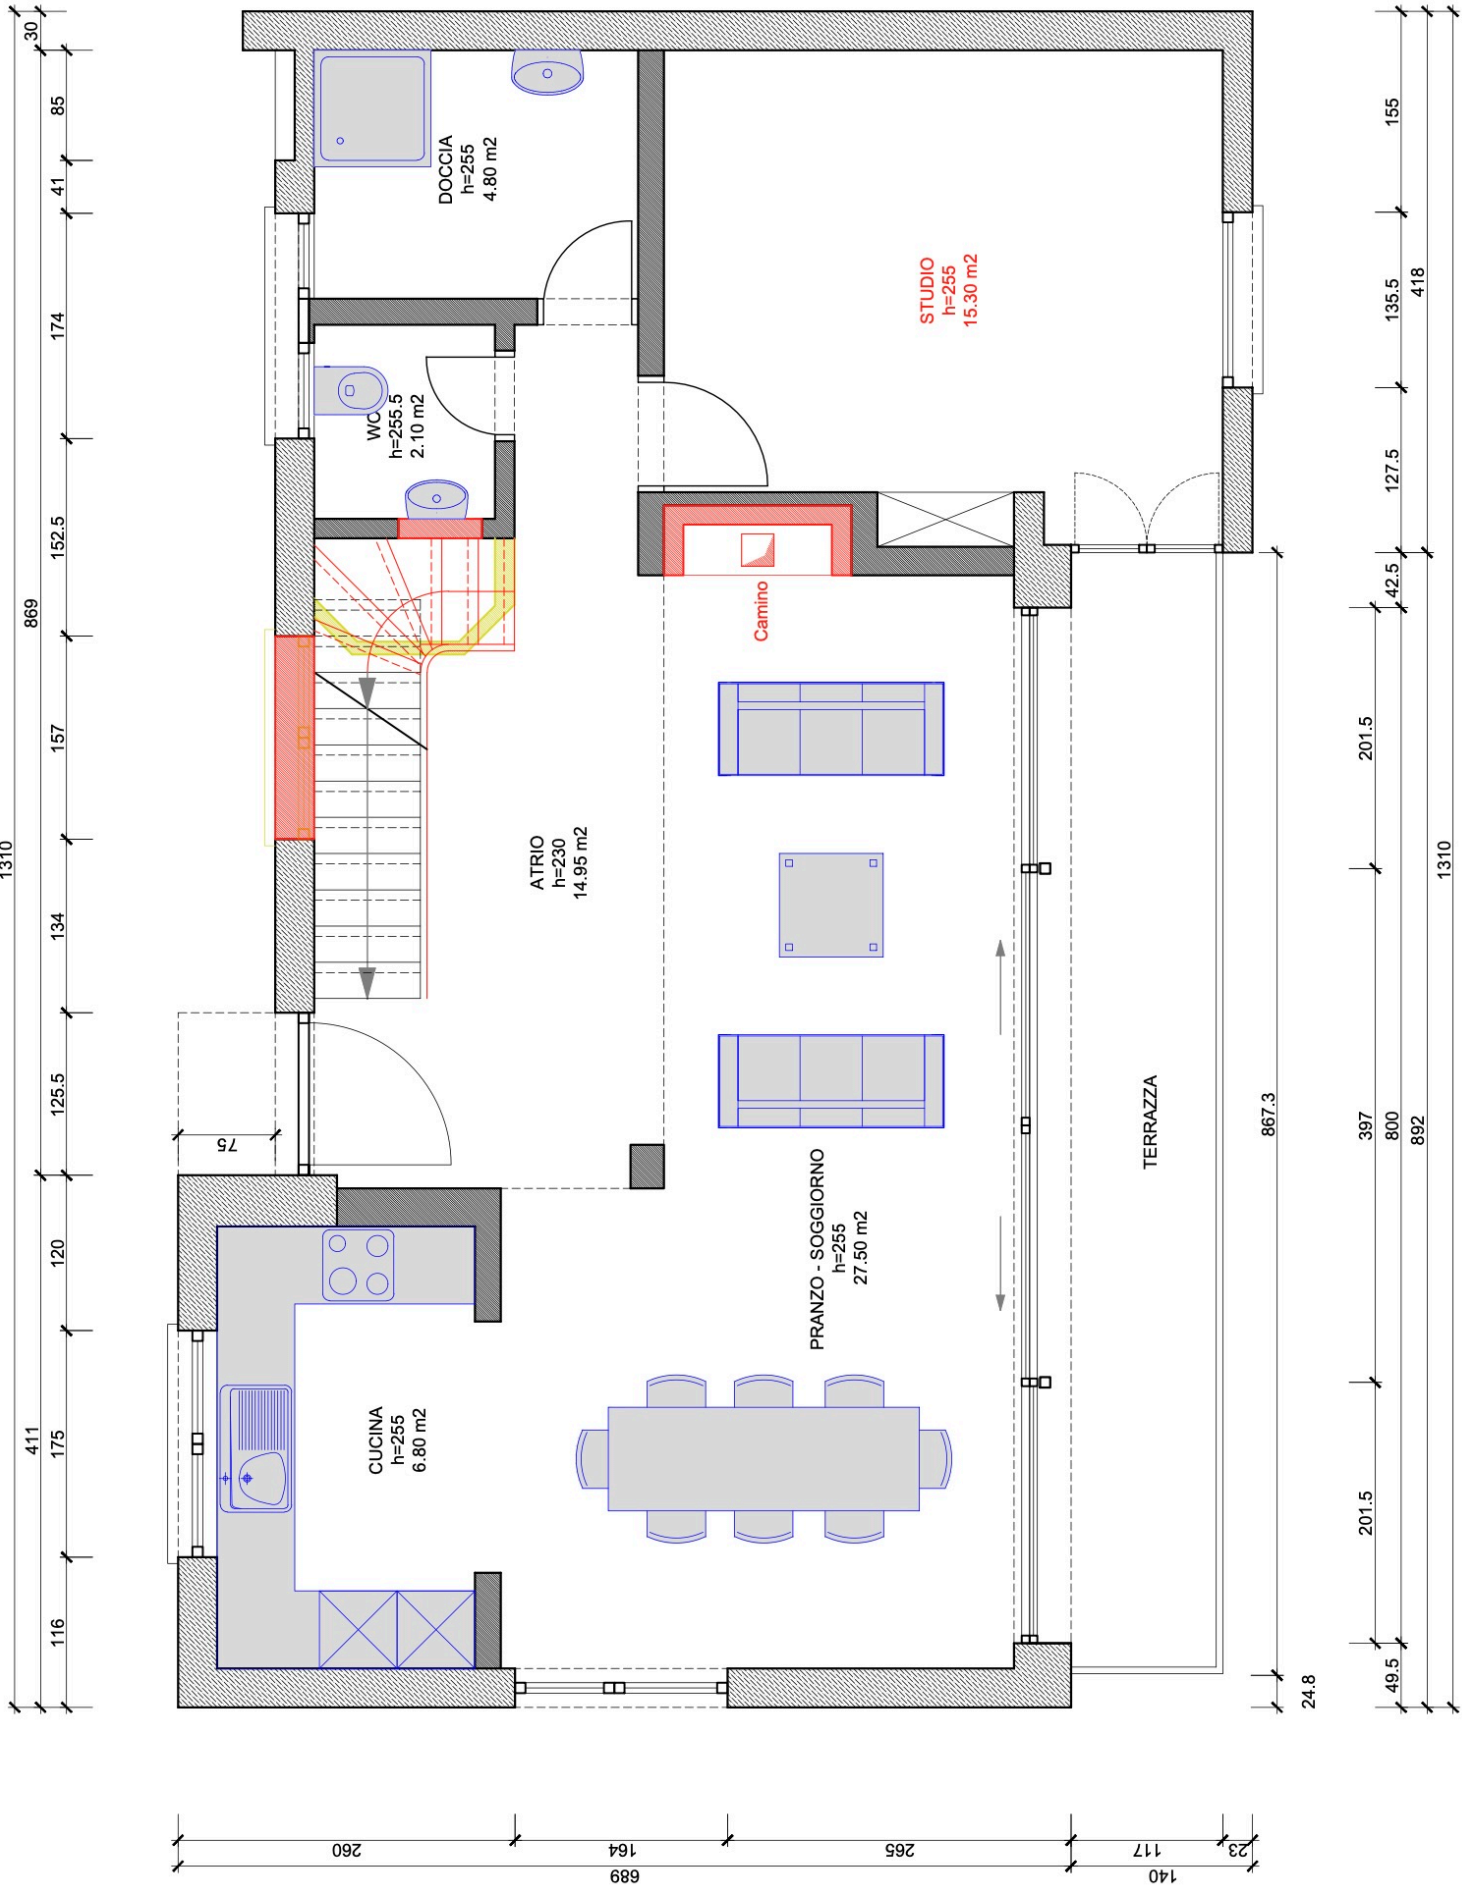 30
85
41
174
152.5
157
134
125.5
120
175
116
869
411
1310
75
DOCCIA
h=255
4.80 m2
WC
h=255.5
2.10 m2
STUDIO
h=255
15.30 m2
Camino
ATRIO
h=230
14.95 m2
PRANZO - SOGGIORNO
h=255
27.50 m2
CUCINA
h=255
6.80 m2
TERRAZZA
155
135.5
127.5
42.5
418
201.5
397
201.5
800
892
49.5
1310
867.3
24.8
260
164
265
117
23
689
140